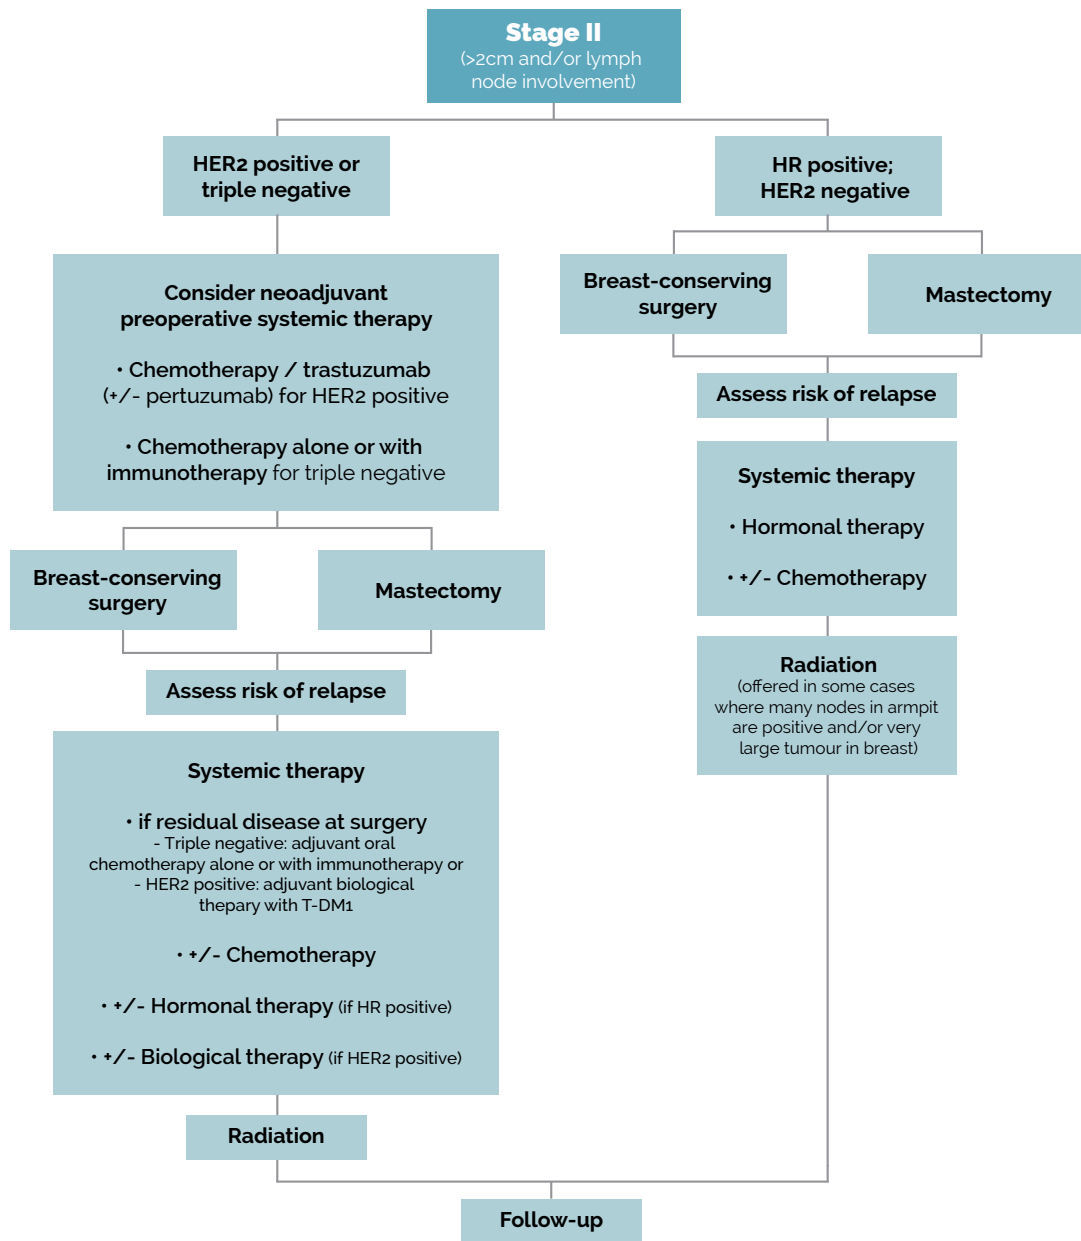 Stage II
(>2cm and/or lymph
node involvement)
HER2 positive or
triple negative
HR positive;
HER2 negative
Consider neoadjuvant
preoperative systemic therapy
• Chemotherapy / trastuzumab
(+/- pertuzumab) for HER2 positive
• Chemotherapy alone or with
immunotherapy for triple negative
Breast-conserving
surgery
Mastectomy
Assess risk of relapse
Systemic therapy
• if residual disease at surgery
- Triple negative: adjuvant oral
chemotherapy alone or with immunotherapy or
- HER2 positive: adjuvant biological
thepary with T-DM1
• +/- Chemotherapy
• +/- Hormonal therapy (if HR positive)
• +/- Biological therapy (if HER2 positive)
Radiation
Breast-conserving
surgery
Mastectomy
Assess risk of relapse
Systemic therapy
• Hormonal therapy
• +/- Chemotherapy
Radiation
(offered in some cases
where many nodes in armpit
are positive and/or very
large tumour in breast)
Follow-up